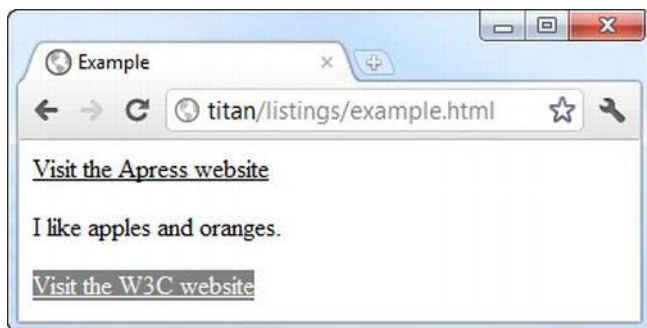 Example
titan/listings/example.html
Visit the Apress website
I like apples and oranges.
Visit the W3C website